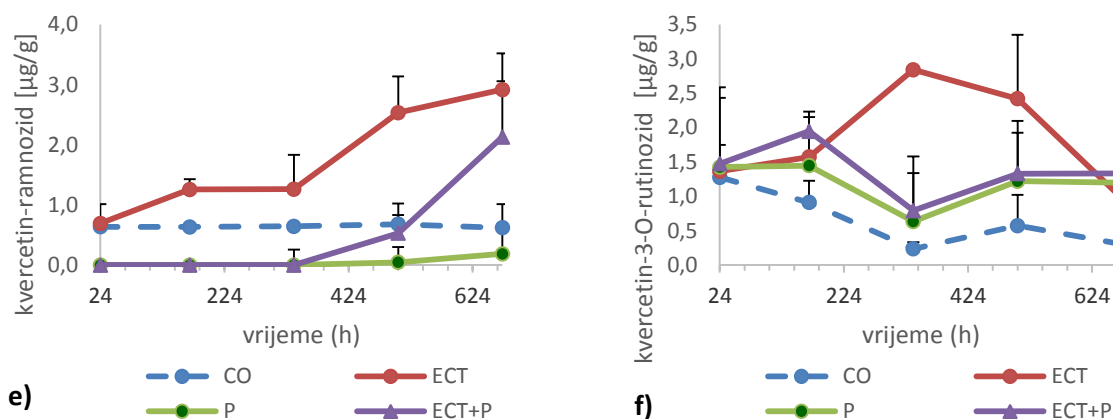 kvercetin-ramnozid [µg/g]
4,0
3,0
2,0
1,0
0,0
24 224 424 624
vrijeme (h)
CO ECT
P ECT+P
e)
kvercetin-3-O-rutinozid [µg/g]
3,5
3,0
2,5
2,0
1,5
1,0
0,5
0,0
24 224 424 624
vrijeme (h)
CO ECT
P ECT+P
f)